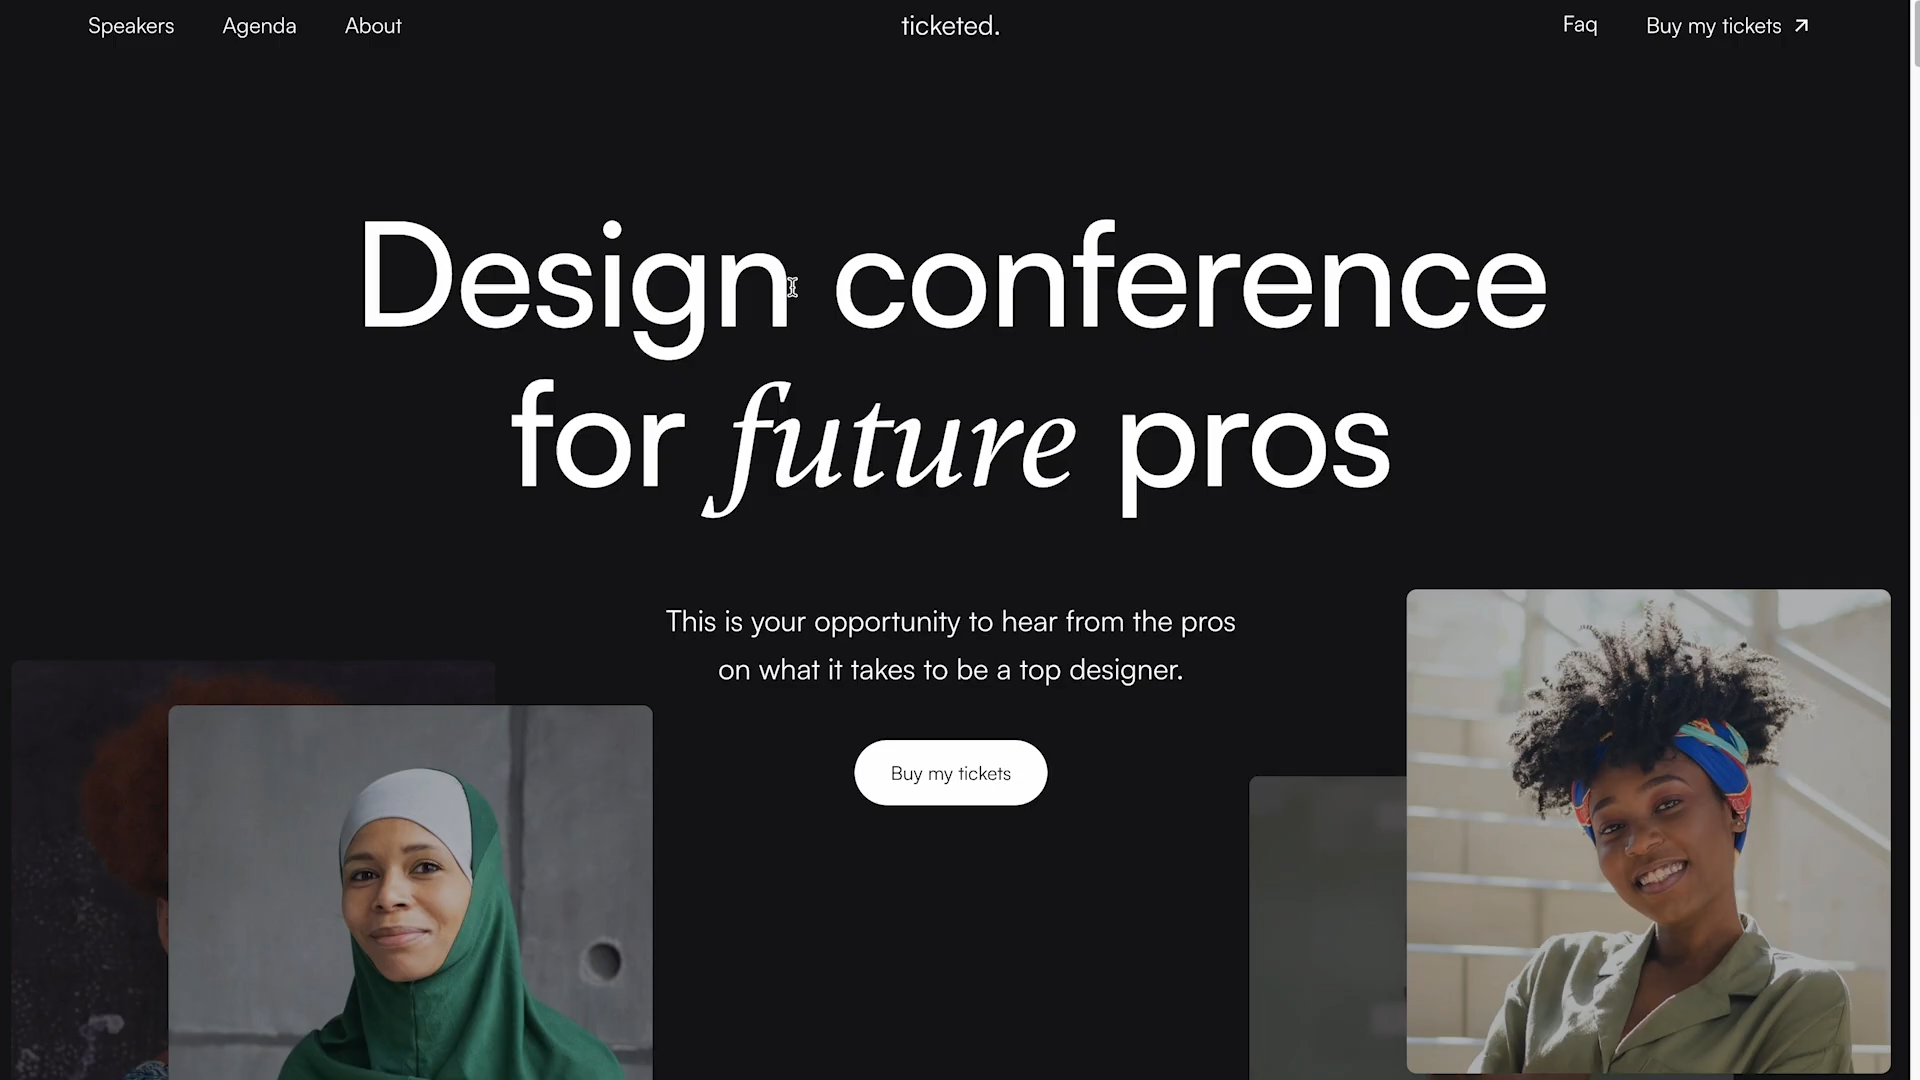 Speakers Agenda About ticketed. Faq Buy my tickets ↗
Design conference
for future pros
This is your opportunity to hear from the pros
on what it takes to be a top designer.
Buy my tickets